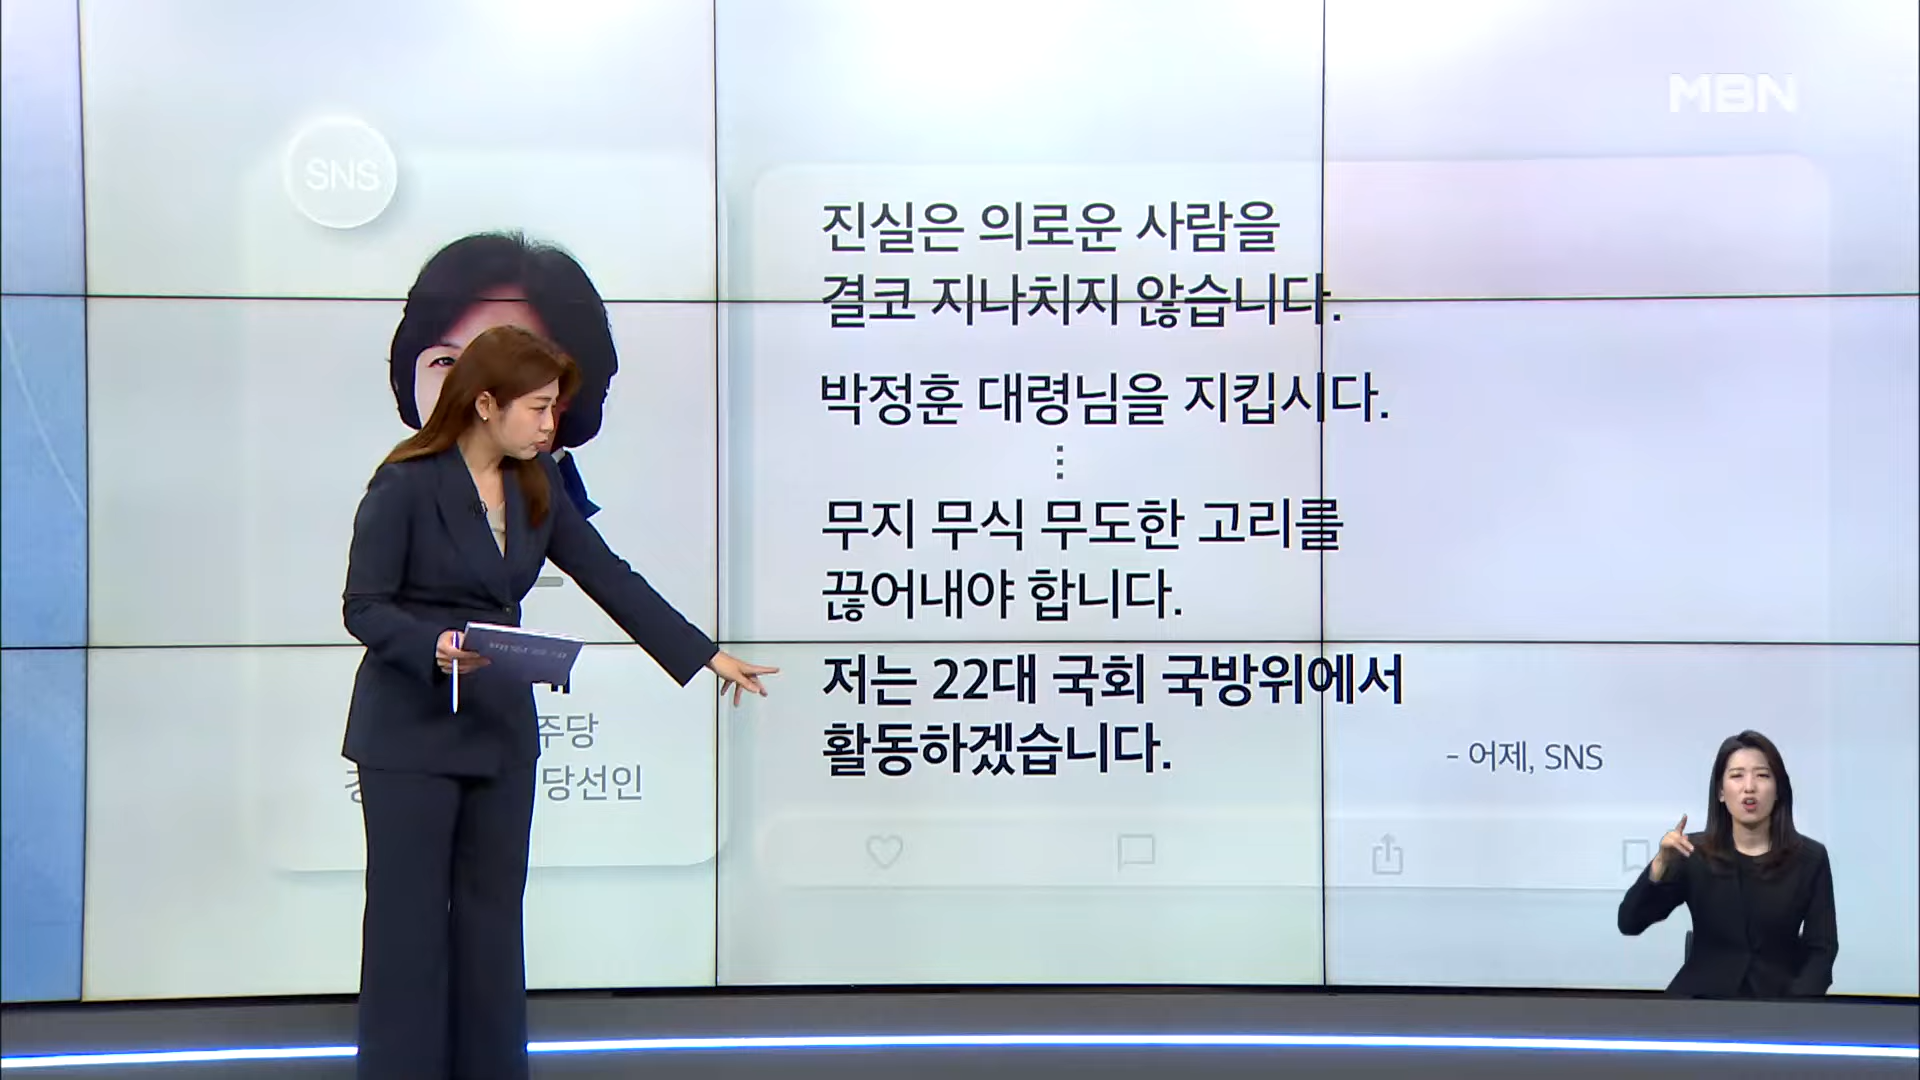 MBN
SNS
진실은 의로운 사람을
결코 지나치지 않습니다.
박정훈 대령님을 지킵시다.
⋮
무지 무식 무도한 고리를
끊어내야 합니다.
저는 22대 국회 국방위에서
활동하겠습니다.
- 어제, SNS
주당
당선인